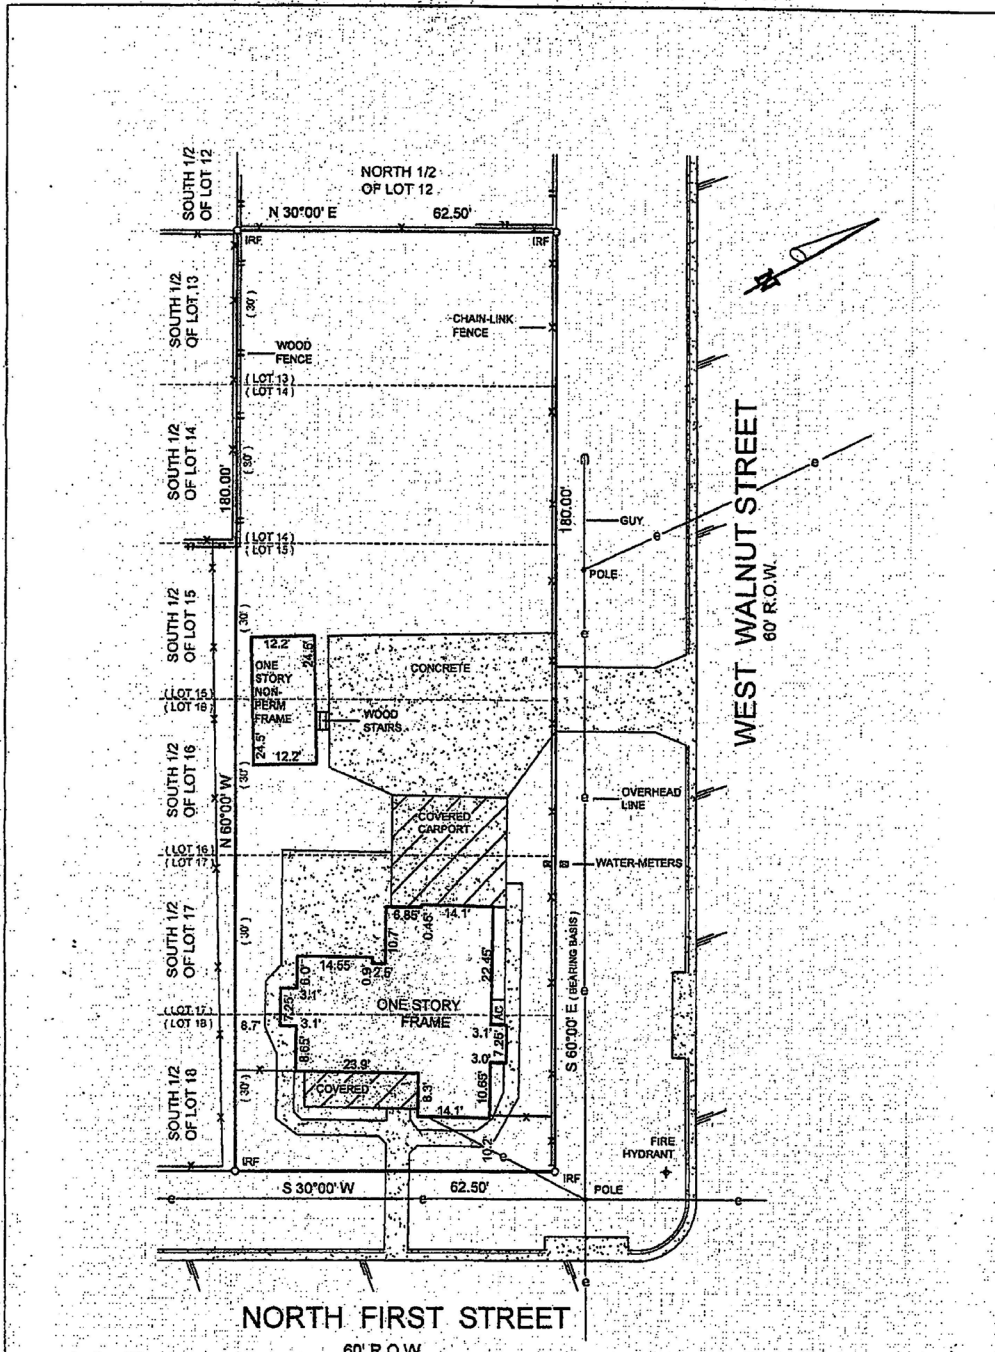 NORTH 1/2
OF LOT 12
SOUTH 1/2
OF LOT 12
N 30°00' E
62.50'
IRF
IRF
SOUTH 1/2
OF LOT 13
( 30' )
CHAIN-LINK
FENCE
WOOD
FENCE
( LOT 13 )
( LOT 14 )
N
SOUTH 1/2
OF LOT 14
( 30' )
180.00'
180.00'
e
GUY
e
POLE
WEST WALNUT STREET
60' R.O.W.
( LOT 14 )
( LOT 15 )
SOUTH 1/2
OF LOT 15
( 30' )
12.2'
24.5'
ONE
STORY
NON-
PERM
FRAME
24.5'
12.2'
CONCRETE
e
( LOT 15 )
( LOT 16 )
WOOD
STAIRS
SOUTH 1/2
OF LOT 16
( 30' )
N 60°00' W
e
OVERHEAD
LINE
COVERED
CARPORT
( LOT 16 )
( LOT 17 )
WATER-METERS
SOUTH 1/2
OF LOT 17
( 30' )
6.85'
0.45'
14.1'
10.7'
22.45'
14.55'
0.9'
2.5'
6.0'
3.1'
7.25'
3.1'
8.65'
8.7'
ONE STORY
FRAME
AC
3.1'
7.25'
3.0'
10.65'
S 60°00' E ( BEARING BASIS )
e
( LOT 17 )
( LOT 18 )
SOUTH 1/2
OF LOT 18
( 30' )
23.9'
COVERED
8.3'
14.1'
10.2'
e
FIRE
HYDRANT
IRF
IRF
S 30°00' W
62.50'
POLE
e
e
e
e
NORTH FIRST STREET
60' R.O.W.